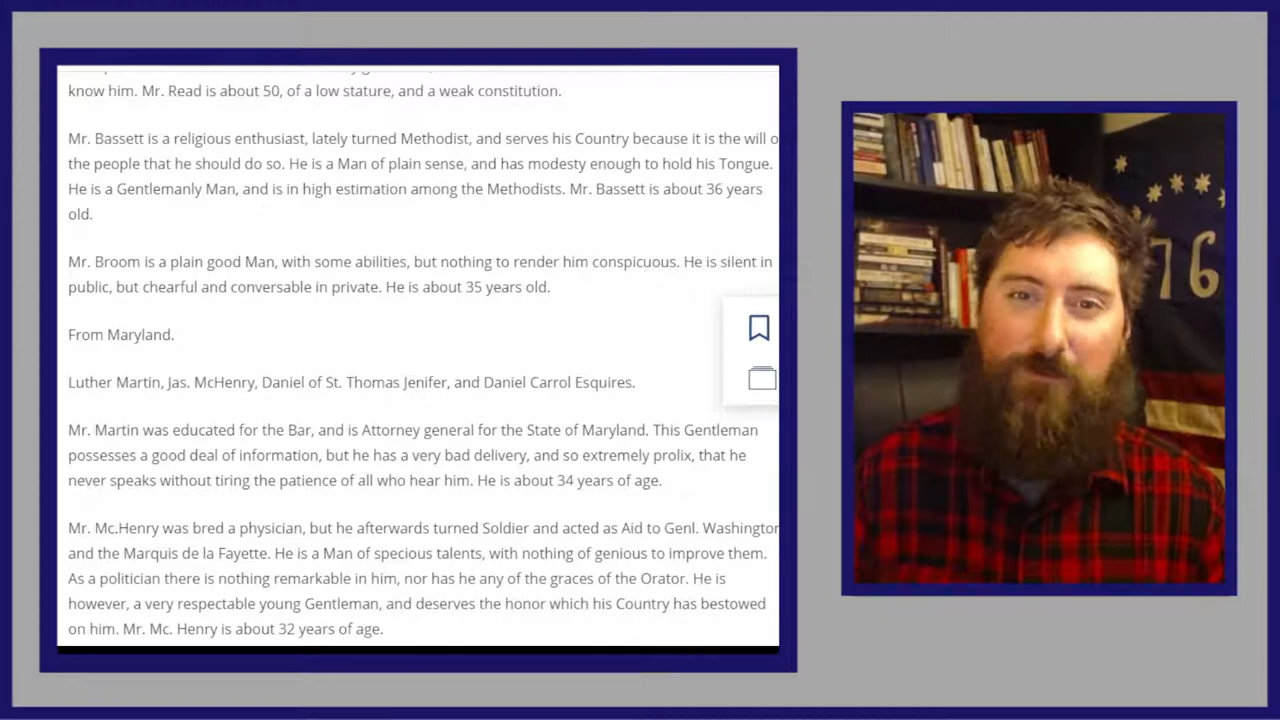 know him. Mr. Read is about 50, of a low stature, and a weak constitution.
Mr. Bassett is a religious enthusiast, lately turned Methodist, and serves his Country because it is the will o
the people that he should do so. He is a Man of plain sense, and has modesty enough to hold his Tongue.
He is a Gentlemanly Man, and is in high estimation among the Methodists. Mr. Bassett is about 36 years
old.
Mr. Broom is a plain good Man, with some abilities, but nothing to render him conspicuous. He is silent in
public, but chearful and conversable in private. He is about 35 years old.
From Maryland.
Luther Martin, Jas. McHenry, Daniel of St. Thomas Jenifer, and Daniel Carrol Esquires.
Mr. Martin was educated for the Bar, and is Attorney general for the State of Maryland. This Gentleman
possesses a good deal of information, but he has a very bad delivery, and so extremely prolix, that he
never speaks without tiring the patience of all who hear him. He is about 34 years of age.
Mr. Mc.Henry was bred a physician, but he afterwards turned Soldier and acted as Aid to Genl. Washington
and the Marquis de la Fayette. He is a Man of specious talents, with nothing of genious to improve them.
As a politician there is nothing remarkable in him, nor has he any of the graces of the Orator. He is
however, a very respectable young Gentleman, and deserves the honor which his Country has bestowed
on him. Mr. Mc. Henry is about 32 years of age.
76